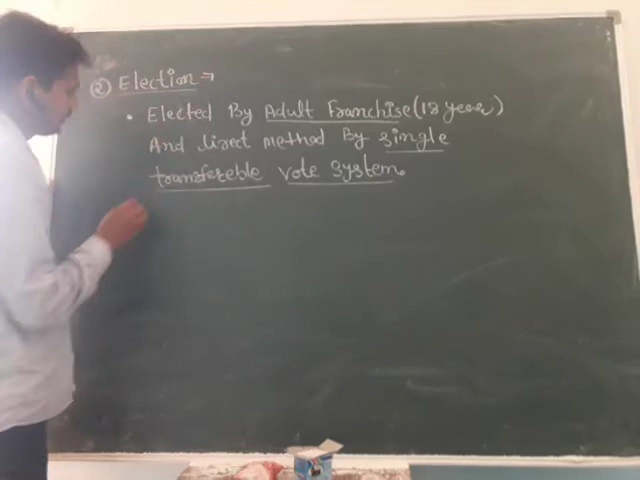 ② Election →
• Elected By Adult Franchise (18 year)
And direct method By single
transfereble vote system.